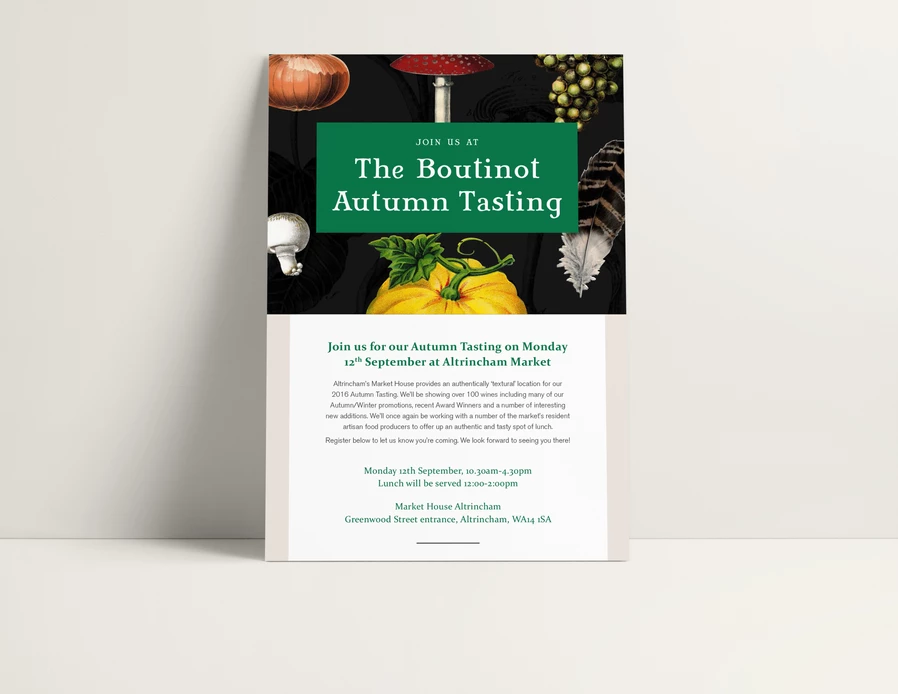 JOIN US AT
The Boutinot
Autumn Tasting
Join us for our Autumn Tasting on Monday
12th September at Altrincham Market
Altrincham's Market House provides an authentically 'textural' location for our
2016 Autumn Tasting. We'll be showing over 100 wines including many of our
Autumn/Winter promotions, recent Award Winners and a number of interesting
new additions. We'll once again be working with a number of the market's resident
artisan food producers to offer up an authentic and tasty spot of lunch.
Register below to let us know you're coming. We look forward to seeing you there!
Monday 12th September, 10.30am-4.30pm
Lunch will be served 12:00-2:00pm
Market House Altrincham
Greenwood Street entrance, Altrincham, WA14 1SA